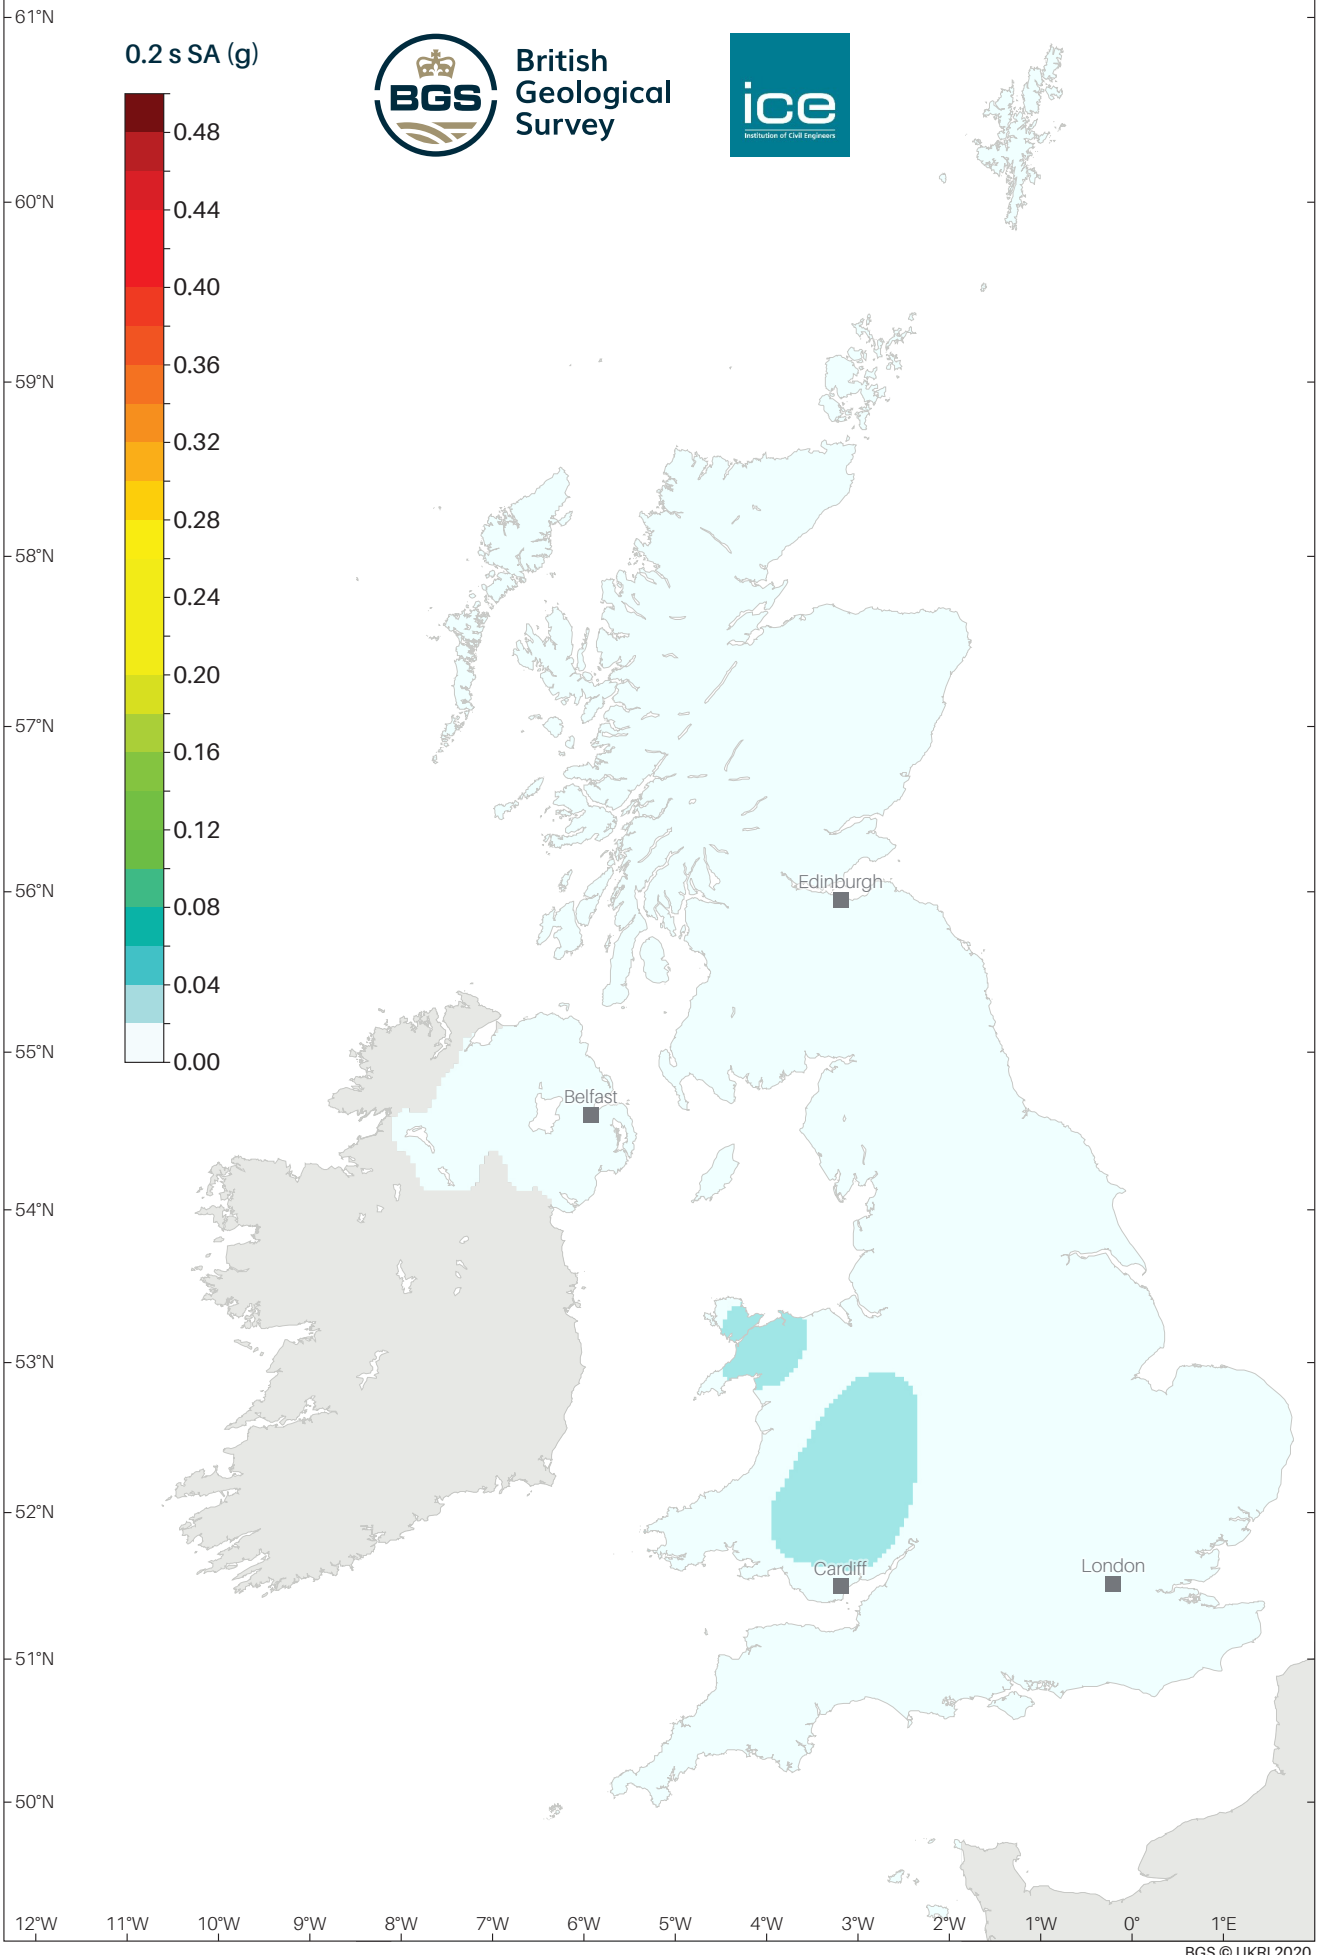 61°N
0.2 s SA (g)
BGS
British
Geological
Survey
ice
Institution of Civil Engineers
0.48
0.44
0.40
0.36
0.32
0.28
0.24
0.20
0.16
0.12
0.08
0.04
0.00
60°N
59°N
58°N
57°N
56°N
55°N
54°N
53°N
52°N
51°N
50°N
Edinburgh
Belfast
Cardiff
London
12°W 11°W 10°W 9°W 8°W 7°W 6°W 5°W 4°W 3°W 2°W 1°W 0° 1°E
BGS © UKRI 2020